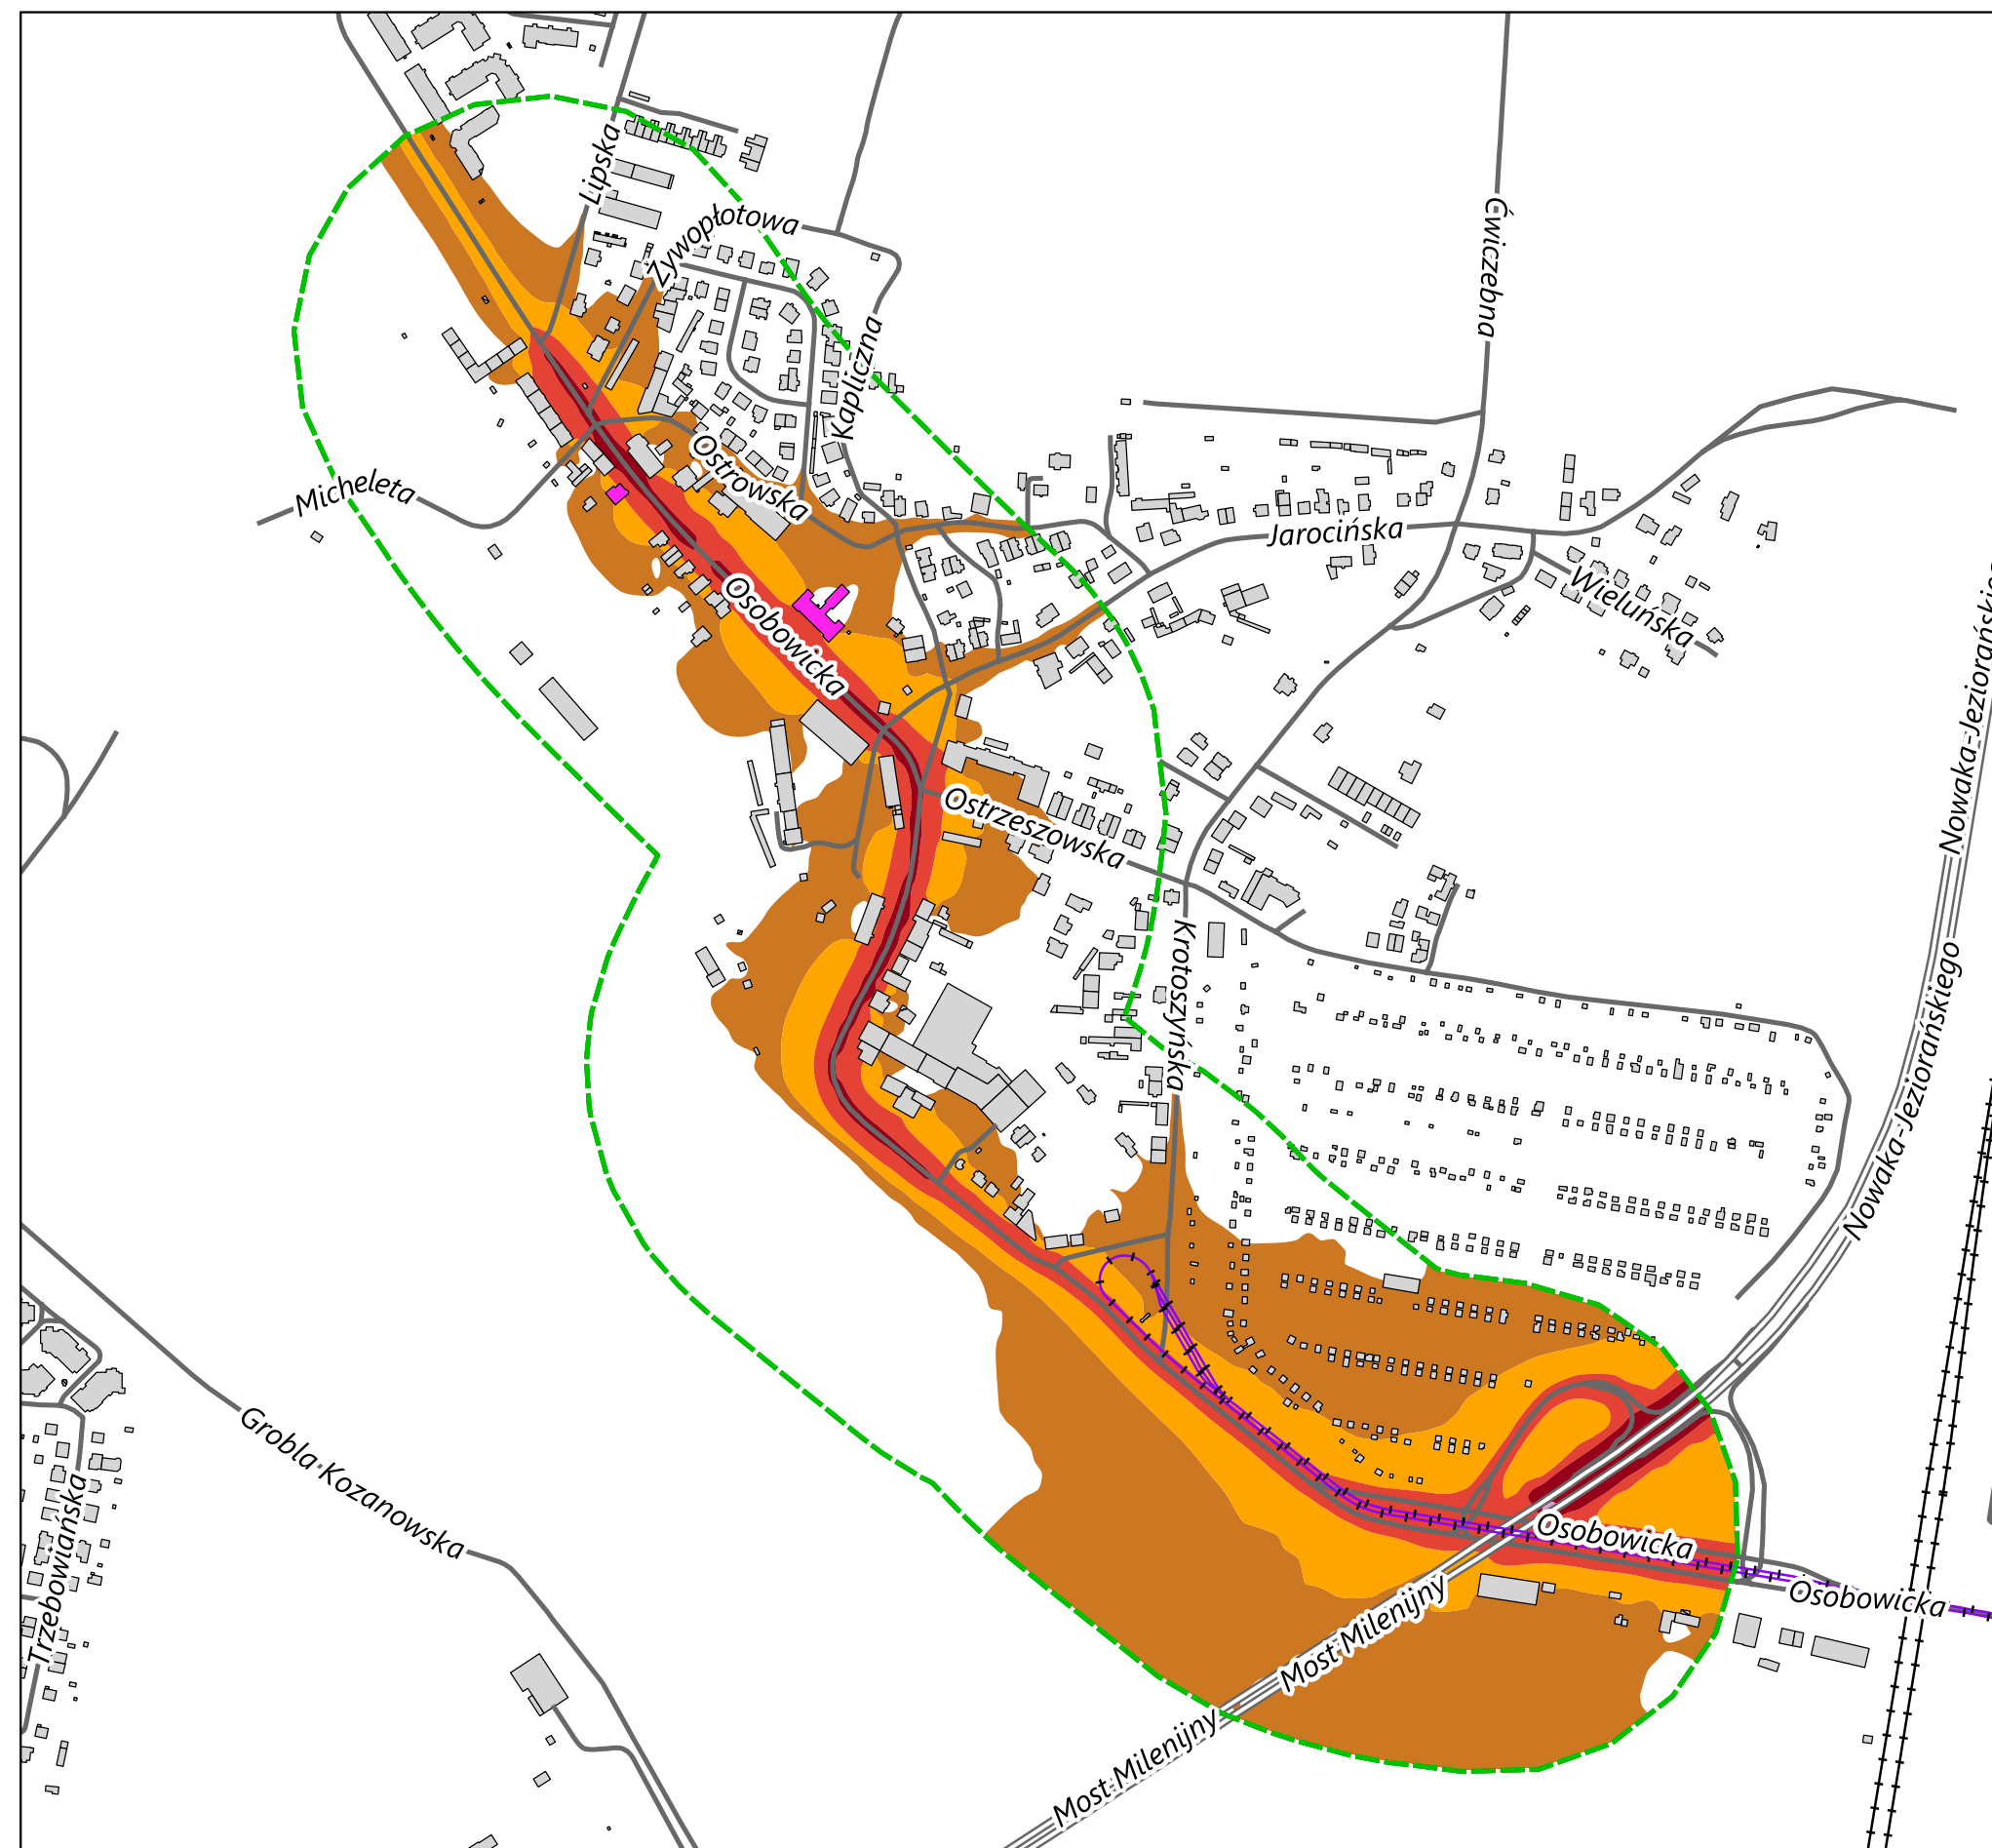 Lipska
Żywopłotowa
Ćwiczebna
Kapliczna
Micheleta
Ostrowska
Jarocińska
Wieluńska
Osobowicka
Nowaka-Jeziorańskiego
Ostrzeszowska
Krotoszyńska
Nowaka-Jeziorańskiego
Grobla Kozanowska
Trzebowiańska
Osobowicka
Osobowicka
Most Milenijny
Most Milenijny